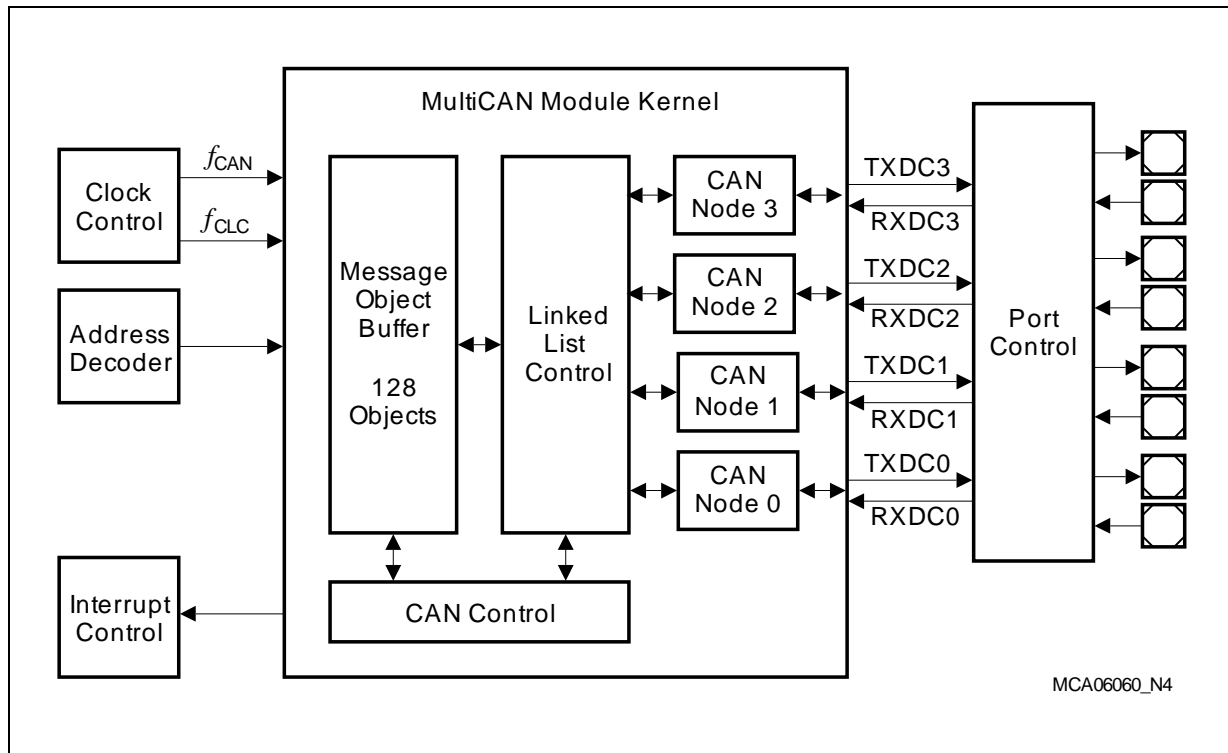 MultiCAN Module Kernel
fCAN
Clock
Control
fCLC
Address
Decoder
Interrupt
Control
Message
Object
Buffer
128
Objects
Linked
List
Control
CAN Control
CAN
Node 3
CAN
Node 2
CAN
Node 1
CAN
Node 0
TXDC3
RXDC3
TXDC2
RXDC2
TXDC1
RXDC1
TXDC0
RXDC0
Port
Control
MCA06060_N4